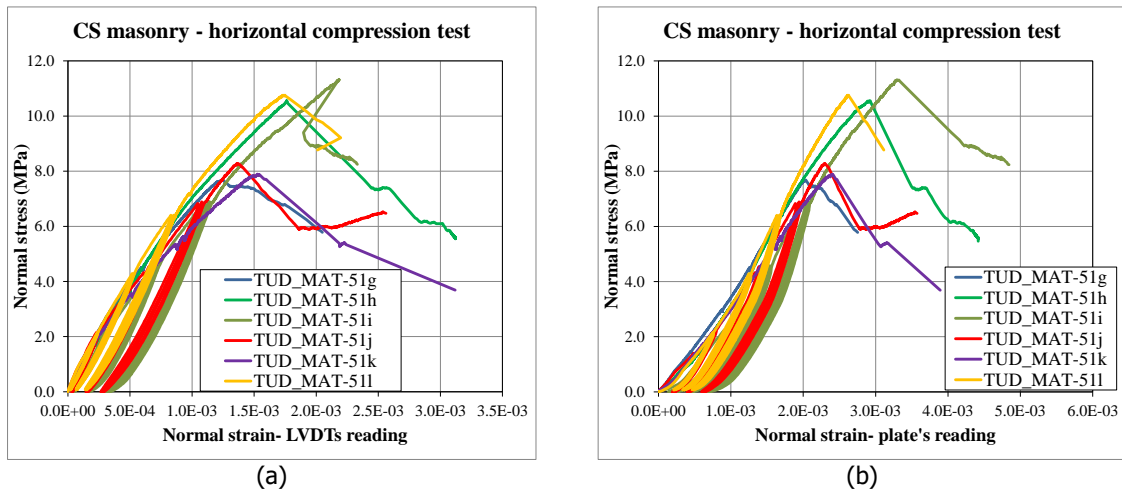 CS masonry - horizontal compression test
Normal stress (MPa)
12.0
10.0
8.0
6.0
4.0
2.0
0.0
TUD_MAT-51g
TUD_MAT-51h
TUD_MAT-51i
TUD_MAT-51j
TUD_MAT-51k
TUD_MAT-51l
0.0E+00 5.0E-04 1.0E-03 1.5E-03 2.0E-03 2.5E-03 3.0E-03 3.5E-03
Normal strain- LVDTs reading
(a)
CS masonry - horizontal compression test
Normal stress (MPa)
12.0
10.0
8.0
6.0
4.0
2.0
0.0
TUD_MAT-51g
TUD_MAT-51h
TUD_MAT-51i
TUD_MAT-51j
TUD_MAT-51k
TUD_MAT-51l
0.0E+00 1.0E-03 2.0E-03 3.0E-03 4.0E-03 5.0E-03 6.0E-03
Normal strain- plate's reading
(b)